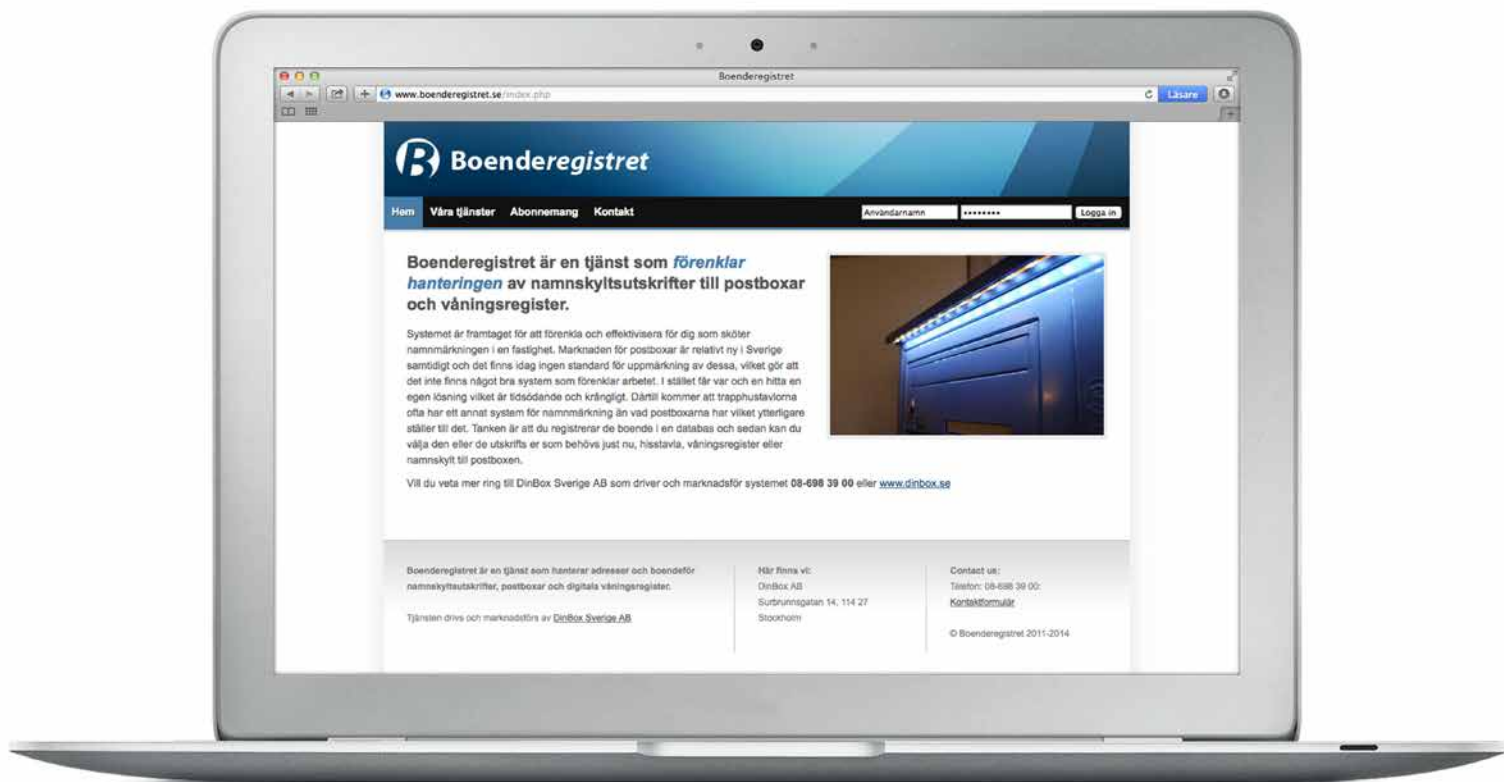 Boenderegistret
www.boenderegistret.se/index.php
Läsare
Boenderegistret
Hem Våra tjänster Abonnemang Kontakt
Användarnamn •••••••• Logga in
Boenderegistret är en tjänst som förenklar
hanteringen av namnskyltsutskrifter till postboxar
och våningsregister.
Systemet är framtaget för att förenkla och effektivisera för dig som sköter
namnmärkningen i en fastighet. Marknaden för postboxar är relativt ny i Sverige
samtidigt och det finns idag ingen standard för uppmärkning av dessa, vilket gör att
det inte finns något bra system som förenklar arbetet. I stället får var och en hitta en
egen lösning vilket är tidsödande och krångligt. Därtill kommer att trapphustavlorna
ofta har ett annat system för namnmärkning än vad postboxarna har vilket ytterligare
ställer till det. Tanken är att du registrerar de boende i en databas och sedan kan du
välja den eller de utskrifts er som behövs just nu, hisstavla, våningsregister eller
namnskylt till postboxen.
Vill du veta mer ring till DinBox Sverige AB som driver och marknadsför systemet 08-698 39 00 eller www.dinbox.se
Boenderegistret är en tjänst som hanterar adresser och boendeför
namnskyltsutskrifter, postboxar och digitala våningsregister.
Tjänsten drivs och marknadsförs av DinBox Sverige AB
Här finns vi:
DinBox AB
Surbrunnsgatan 14, 114 27
Stockholm
Contact us:
Telefon: 08-698 39 00:
Kontaktformulär
© Boenderegistret 2011-2014